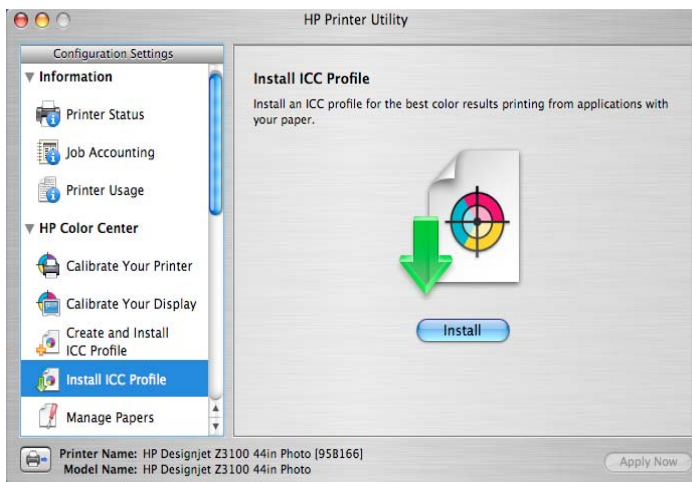 HP Printer Utility
Configuration Settings
Information
Printer Status
Job Accounting
Printer Usage
HP Color Center
Calibrate Your Printer
Calibrate Your Display
Create and Install
ICC Profile
Install ICC Profile
Manage Papers
Install ICC Profile
Install an ICC profile for the best color results printing from applications with
your paper.
Install
Printer Name: HP Designjet Z3100 44in Photo [95B166]
Model Name: HP Designjet Z3100 44in Photo
Apply Now